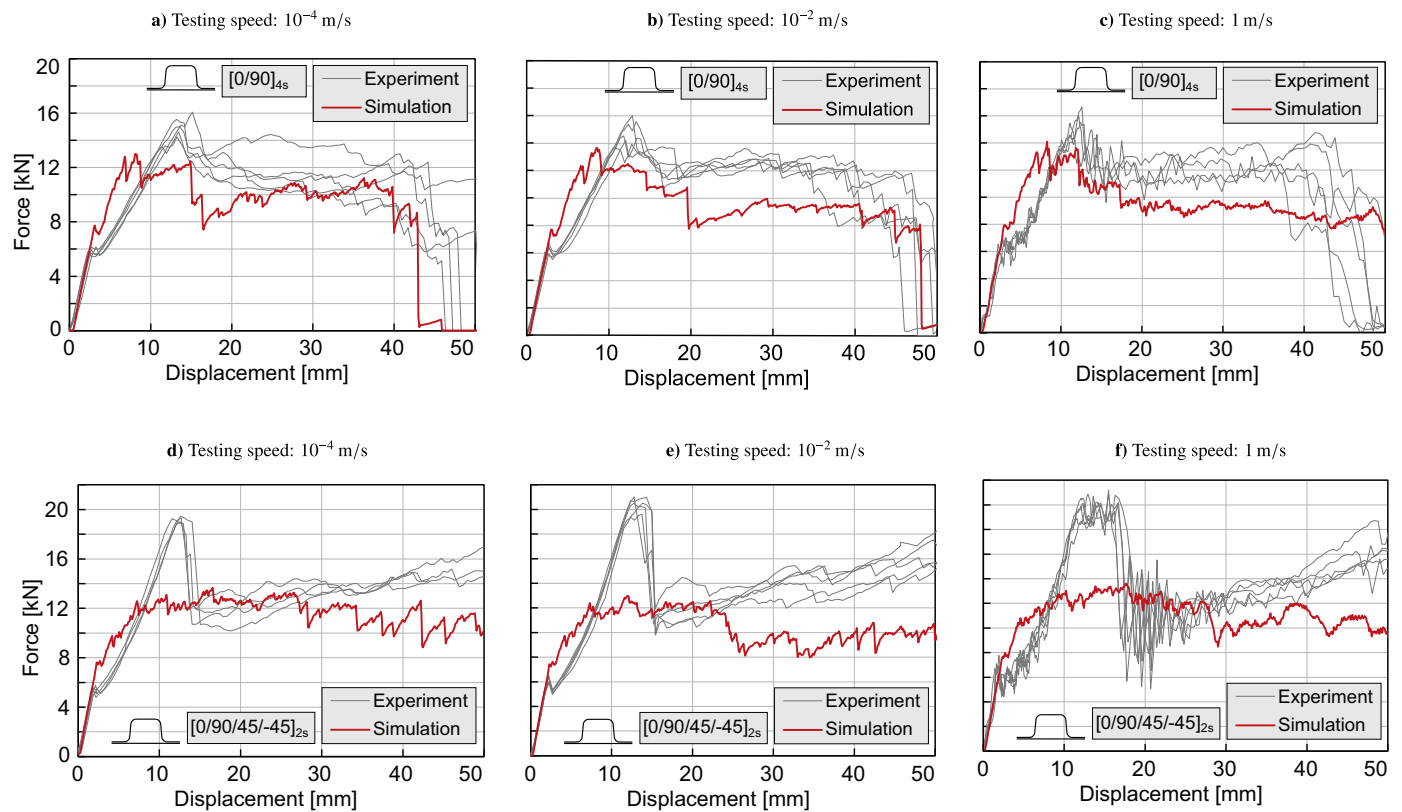 a) Testing speed: 10⁻⁴ m/s
b) Testing speed: 10⁻² m/s
c) Testing speed: 1 m/s
20
16
12
8
4
0
Force [kN]
[0/90]4s
Experiment
Simulation
0 10 20 30 40 50
Displacement [mm]
[0/90]4s
Experiment
Simulation
0 10 20 30 40 50
Displacement [mm]
[0/90]4s
Experiment
Simulation
0 10 20 30 40 50
Displacement [mm]
d) Testing speed: 10⁻⁴ m/s
e) Testing speed: 10⁻² m/s
f) Testing speed: 1 m/s
20
16
12
8
4
0
Force [kN]
Experiment
Simulation
[0/90/45/-45]2s
0 10 20 30 40 50
Displacement [mm]
Experiment
Simulation
[0/90/45/-45]2s
0 10 20 30 40 50
Displacement [mm]
Experiment
Simulation
[0/90/45/-45]2s
0 10 20 30 40 50
Displacement [mm]